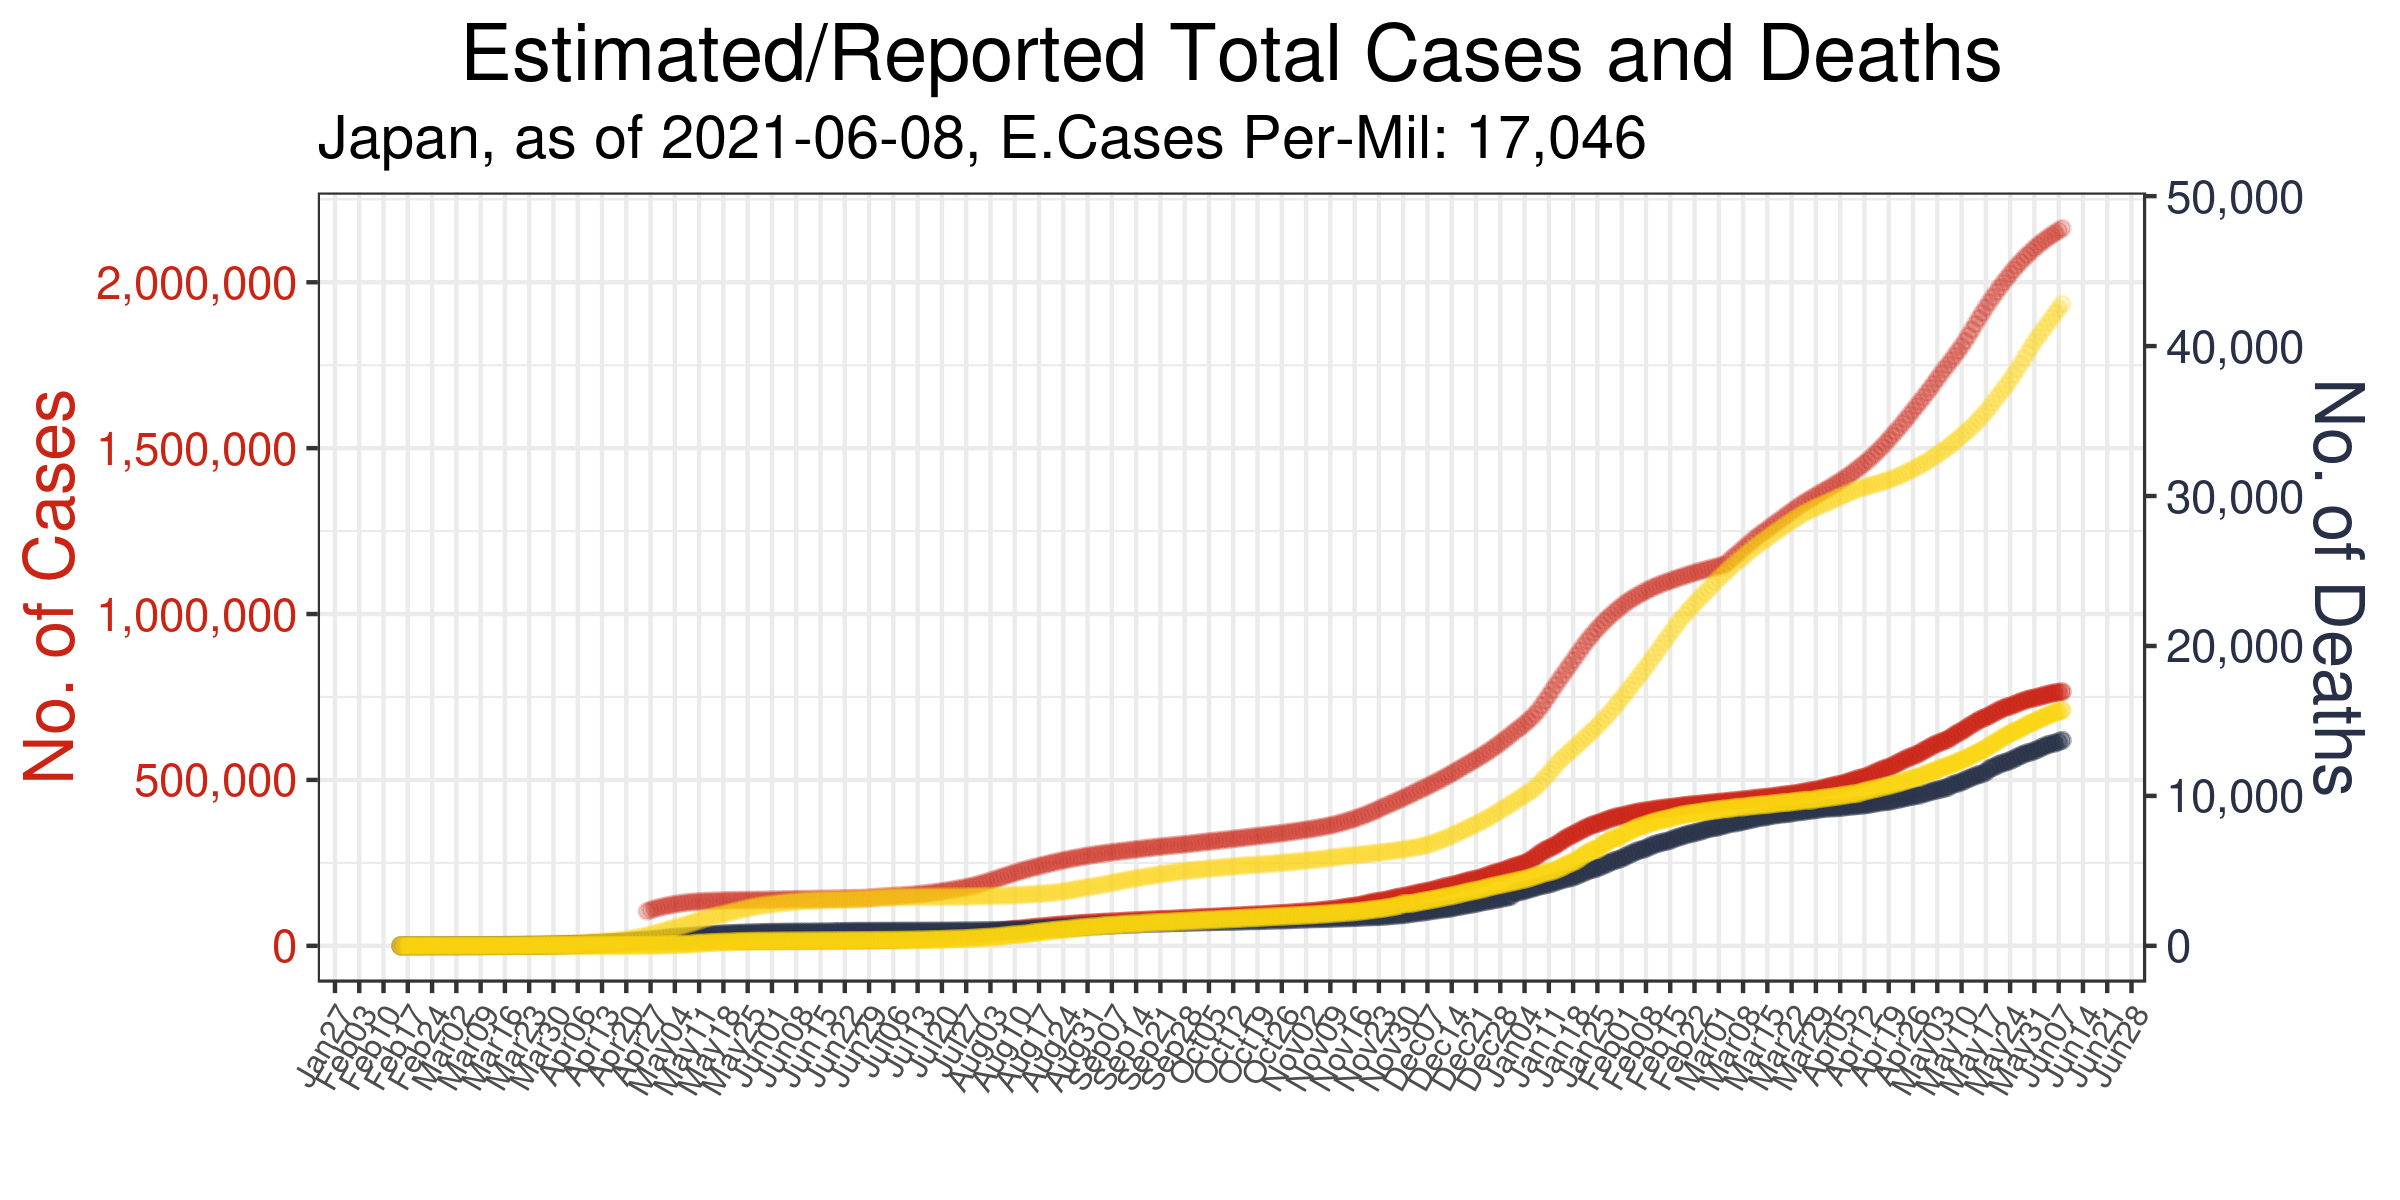 Estimated/Reported Total Cases and Deaths
Japan, as of 2021-06-08, E.Cases Per-Mil: 17,046
No. of Cases
2,000,000
1,500,000
1,000,000
500,000
0
50,000
40,000
30,000
20,000
10,000
0
No. of Deaths
Jan27
Feb03
Feb10
Feb17
Feb24
Mar02
Mar09
Mar16
Mar23
Mar30
Apr06
Apr13
Apr20
Apr27
May04
May11
May18
May25
Jun01
Jun08
Jun15
Jun22
Jun29
Jul06
Jul13
Jul20
Jul27
Aug03
Aug10
Aug17
Aug24
Aug31
Sep07
Sep14
Sep21
Sep28
Oct05
Oct12
Oct19
Oct26
Nov02
Nov09
Nov16
Nov23
Nov30
Dec07
Dec14
Dec21
Dec28
Jan04
Jan11
Jan18
Jan25
Feb01
Feb08
Feb15
Feb22
Mar01
Mar08
Mar15
Mar22
Mar29
Apr05
Apr12
Apr19
Apr26
May03
May10
May17
May24
May31
Jun07
Jun14
Jun21
Jun28